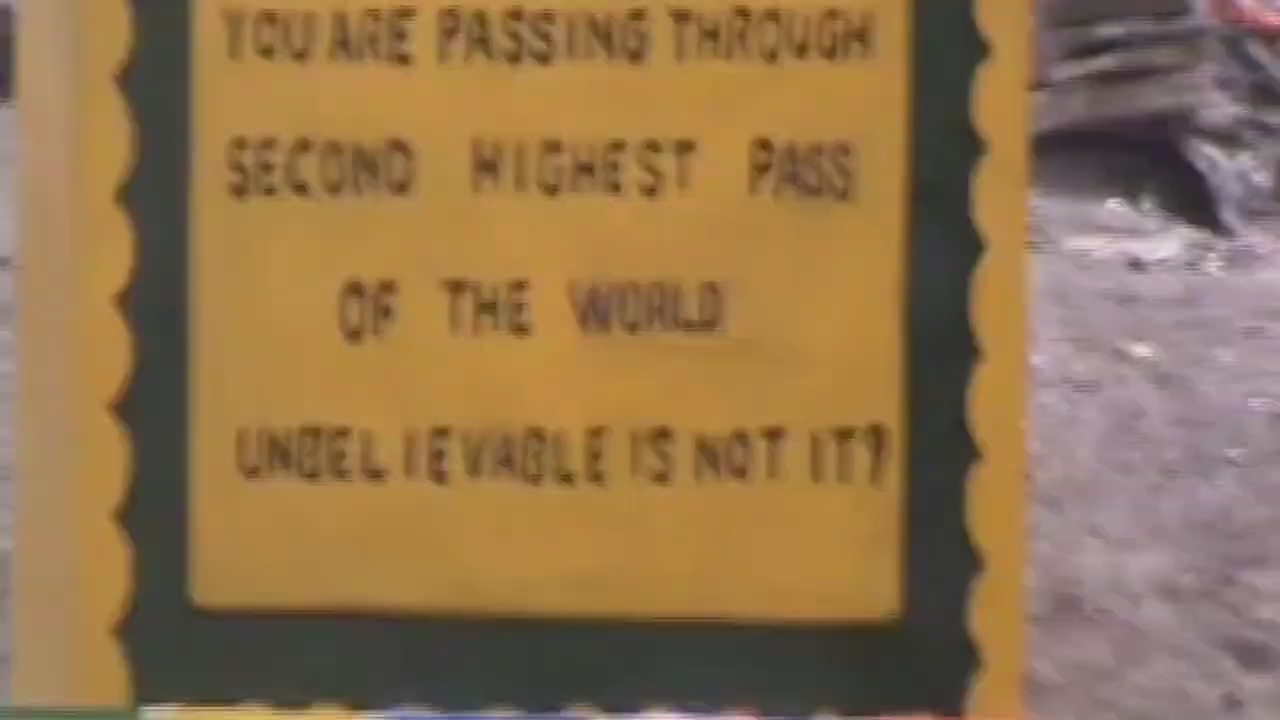 YOU ARE PASSING THROUGH
SECOND HIGHEST PASS
OF THE WORLD
UNBELIEVABLE IS NOT IT?